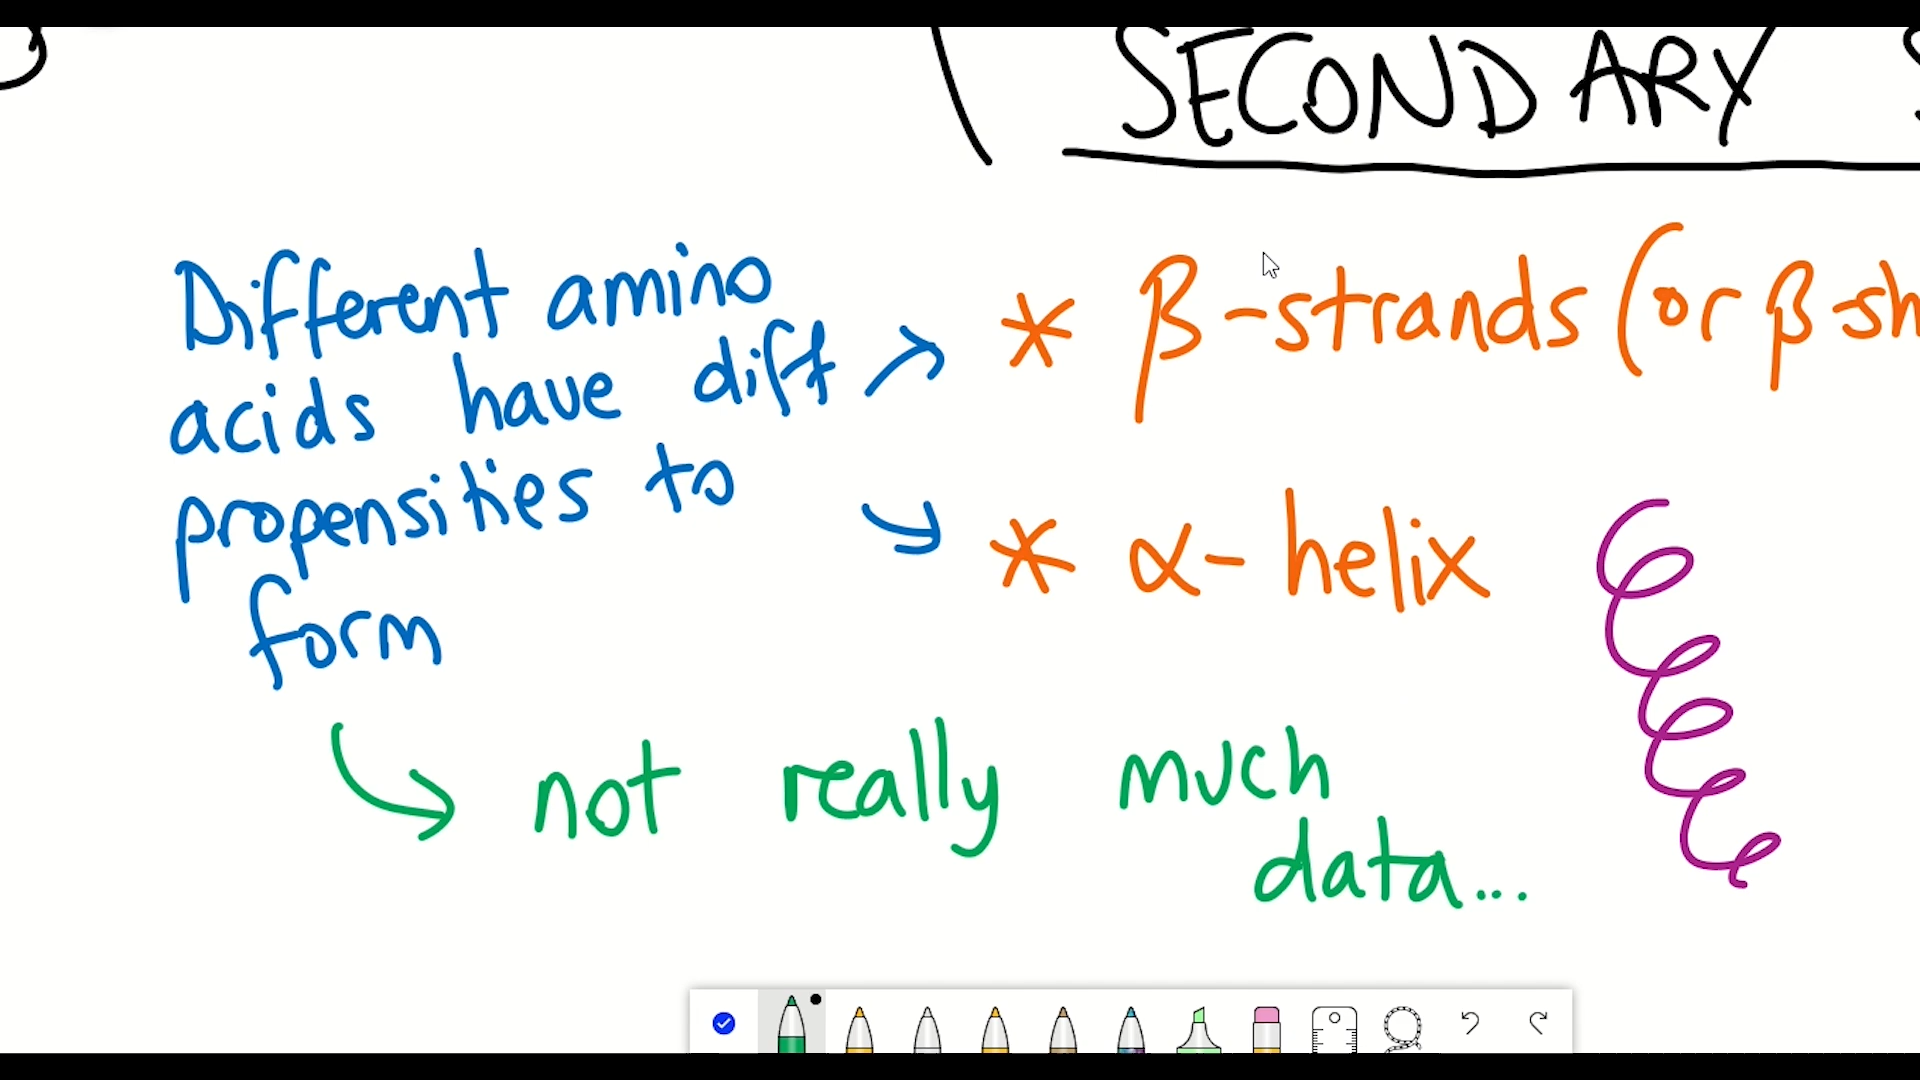 SECONDARY
Different amino
acids have diff
propensities to
form
* β-strands (or β-sh
* α-helix
not really much
data...